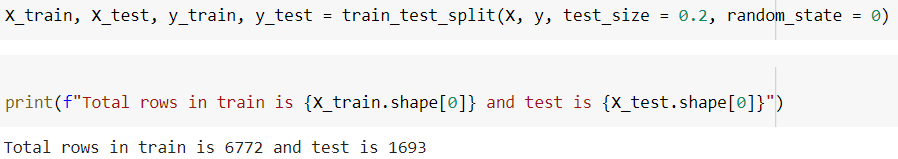 X_train, X_test, y_train, y_test = train_test_split(X, y, test_size = 0.2, random_state = 0)
print(f"Total rows in train is {X_train.shape[0]} and test is {X_test.shape[0]}")
Total rows in train is 6772 and test is 1693